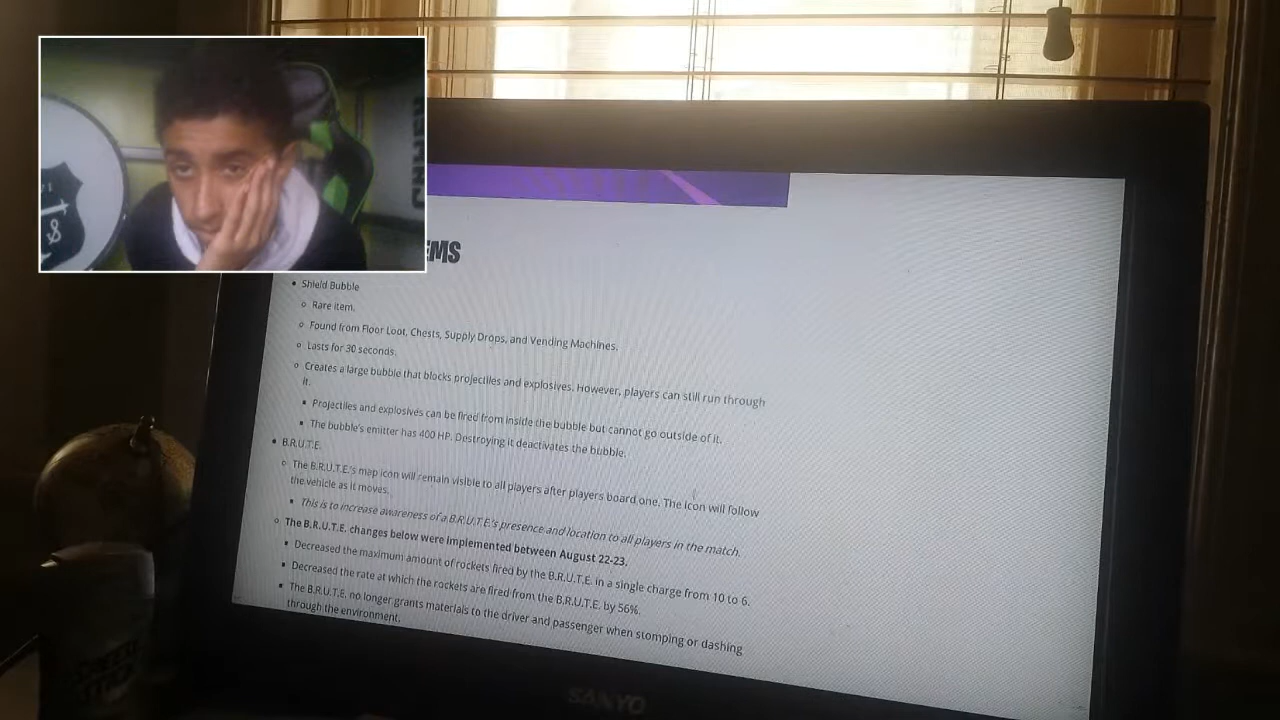 EMS
Shield Bubble
Rare item.
Found from Floor Loot, Chests, Supply Drops, and Vending Machines.
Lasts for 30 seconds.
Creates a large bubble that blocks projectiles and explosives. However, players can still run through
it.
Projectiles and explosives can be fired from inside the bubble but cannot go outside of it.
The bubble's emitter has 400 HP. Destroying it deactivates the bubble.
B.R.U.T.E.
The B.R.U.T.E.'s map icon will remain visible to all players after players board one. The icon will follow
the vehicle as it moves.
This is to increase awareness of a B.R.U.T.E.'s presence and location to all players in the match.
The B.R.U.T.E. changes below were implemented between August 22-23.
Decreased the maximum amount of rockets fired by the B.R.U.T.E. in a single charge from 10 to 6.
Decreased the rate at which the rockets are fired from the B.R.U.T.E. by 56%.
The B.R.U.T.E. no longer grants materials to the driver and passenger when stomping or dashing
through the environment.
SANYO